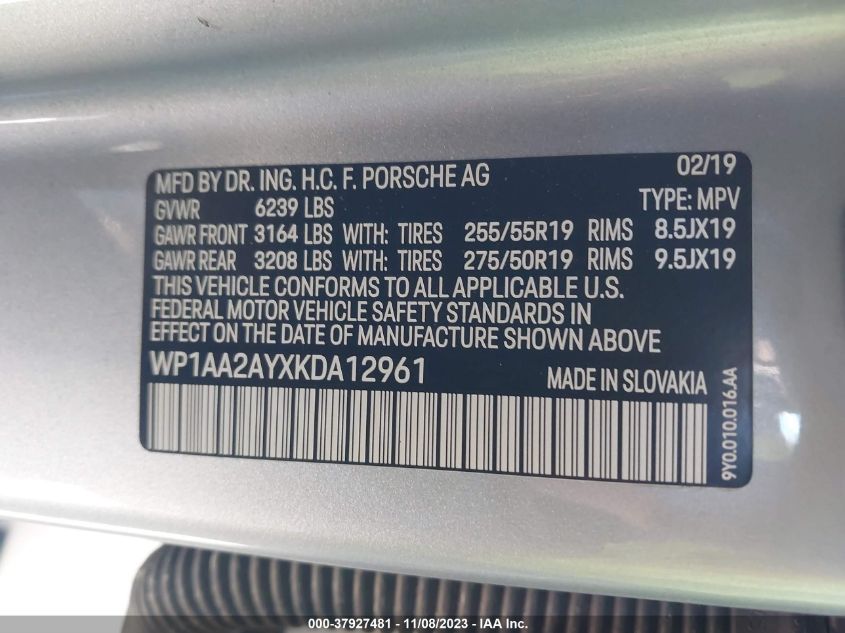 02/19
MFD BY DR. ING. H.C. F. PORSCHE AG
TYPE: MPV
GVWR 6239 LBS
GAWR FRONT 3164 LBS WITH: TIRES 255/55R19 RIMS 8.5JX19
GAWR REAR 3208 LBS WITH: TIRES 275/50R19 RIMS 9.5JX19
THIS VEHICLE CONFORMS TO ALL APPLICABLE U.S.
FEDERAL MOTOR VEHICLE SAFETY STANDARDS IN
EFFECT ON THE DATE OF MANUFACTURE SHOWN ABOVE
WP1AA2AYXKDA12961 MADE IN SLOVAKIA
9Y0.010.016.AA
000-37927481 - 11/08/2023 - IAA Inc.